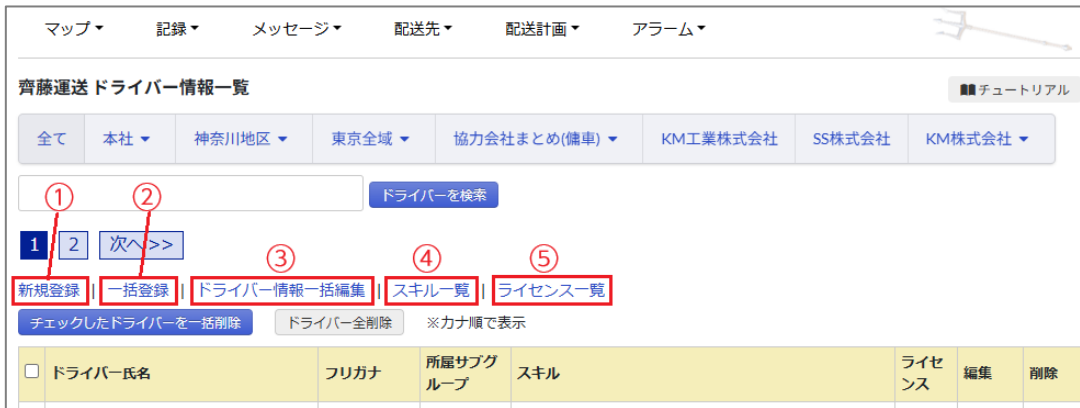 マップ▼ 記録▼ メッセージ▼ 配送先▼ 配送計画▼ アラーム▼
齊藤運送 ドライバー情報一覧
チュートリアル
全て 本社 ▼ 神奈川地区 ▼ 東京全域 ▼ 協力会社まとめ(傭車) ▼ KM工業株式会社 SS株式会社 KM株式会社 ▼
① ②
ドライバーを検索
1 2 次へ>>
③ ④ ⑤
新規登録 | 一括登録 | ドライバー情報一括編集 | スキル一覧 | ライセンス一覧
チェックしたドライバーを一括削除 ドライバー全削除 ※カナ順で表示
ドライバー氏名 フリガナ 所属サブグループ スキル ライセンス 編集 削除